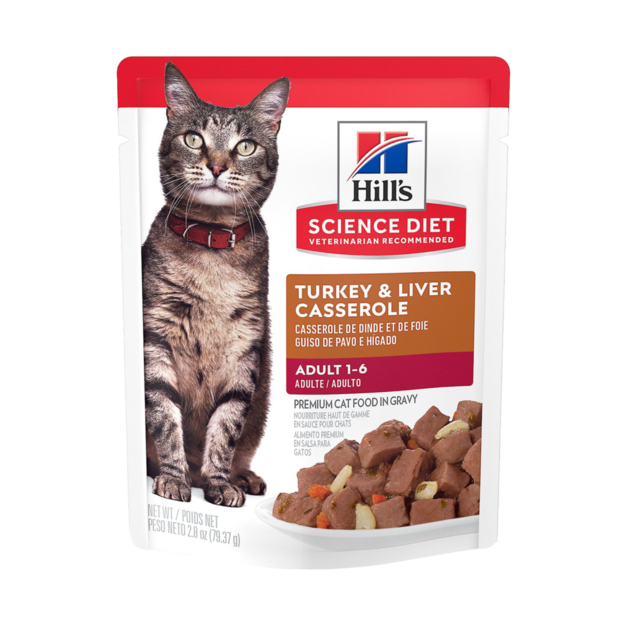 Hill's
SCIENCE DIET
VETERINARIAN RECOMMENDED
TURKEY & LIVER
CASSEROLE
CASSEROLE DE DINDE ET DE FOIE
GUISO DE PAVO E HÍGADO
ADULT 1-6
ADULTE / ADULTO
PREMIUM CAT FOOD IN GRAVY
NOURRITURE HAUT DE GAMME
EN SAUCE POUR CHATS
ALIMENTO PREMIUM
EN SALSA PARA
GATOS
NET WT / POIDS NET
PESO NETO 2.8 oz (79.37 g)